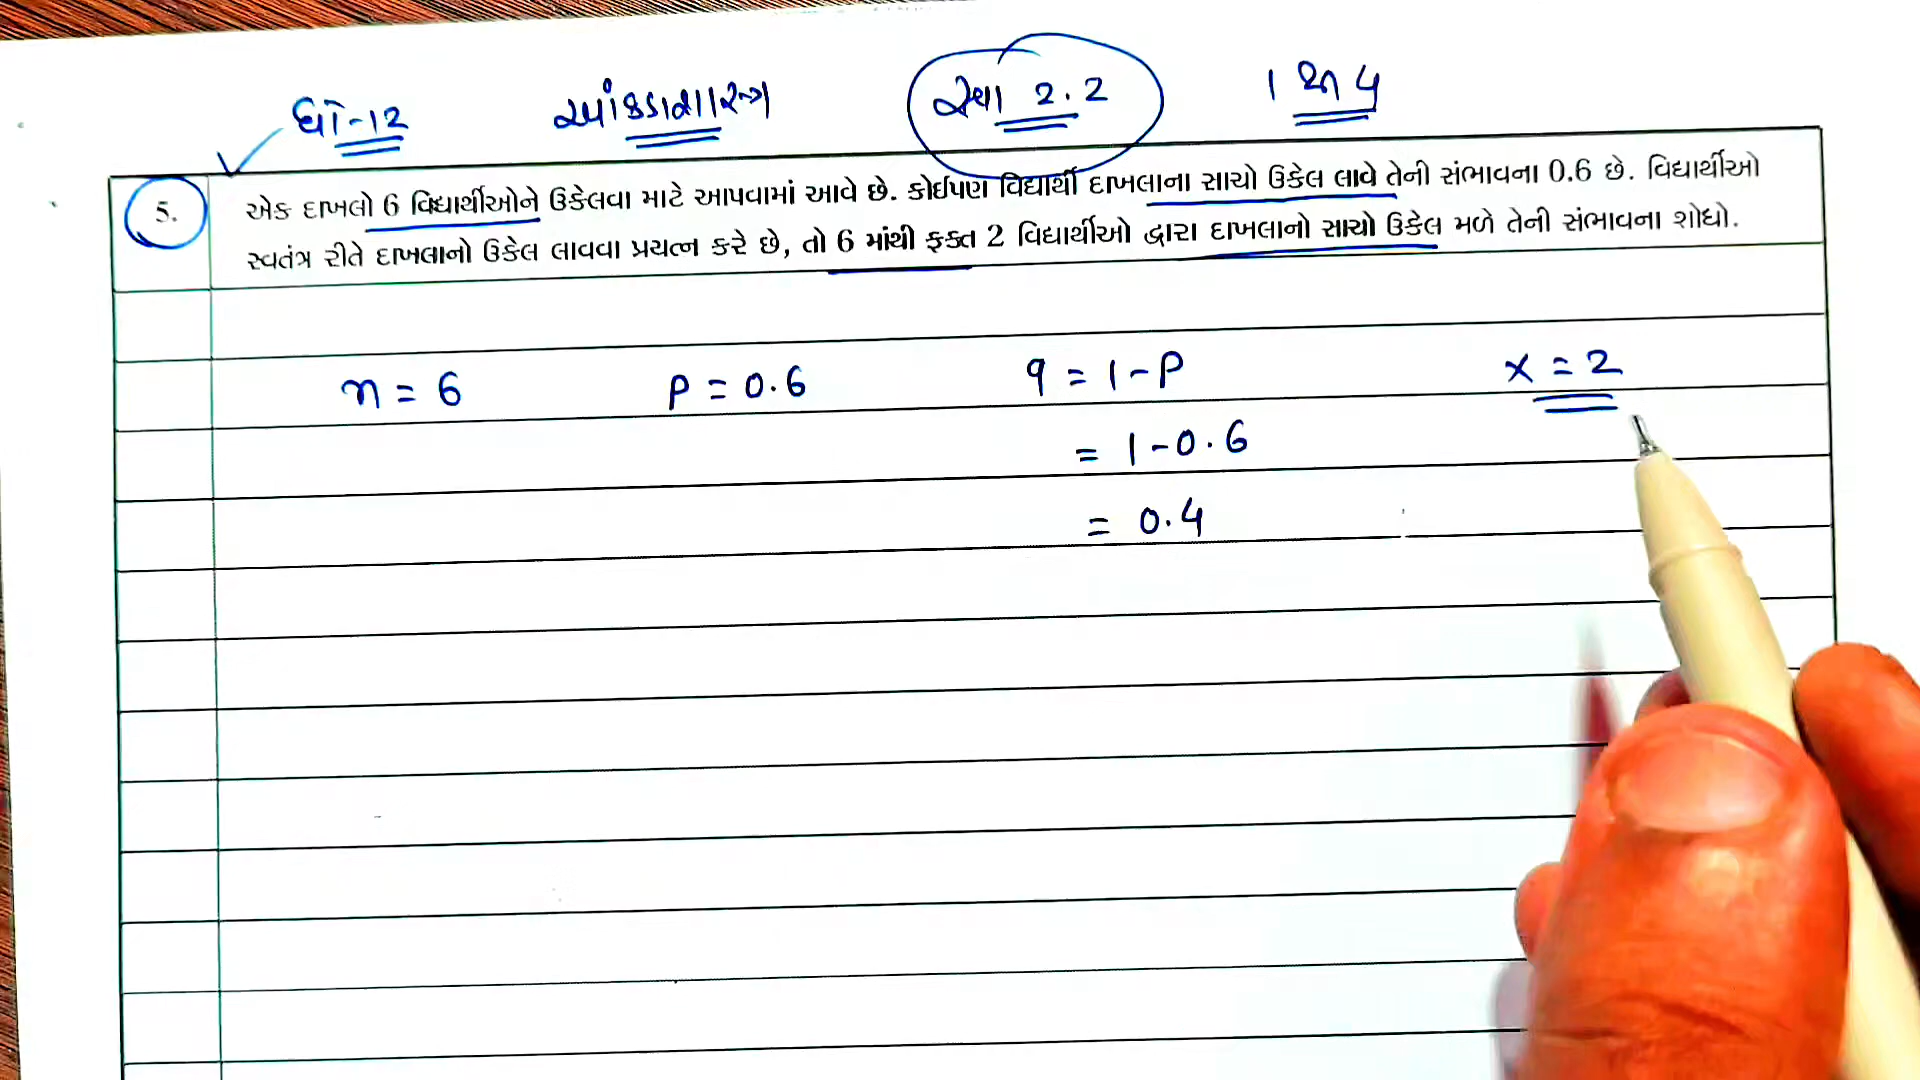 ધો-12 આંકડાશાસ્ત્ર સ્વા 2.2 1 થી 5
5. એક દાખલો 6 વિદ્યાર્થીઓને ઉકેલવા માટે આપવામાં આવે છે. કોઈપણ વિદ્યાર્થી દાખલાના સાચો ઉકેલ લાવે તેની સંભાવના 0.6 છે. વિદ્યાર્થીઓ
સ્વતંત્ર રીતે દાખલાનો ઉકેલ લાવવા પ્રયત્ન કરે છે, તો 6 માંથી ફક્ત 2 વિદ્યાર્થીઓ દ્વારા દાખલાનો સાચો ઉકેલ મળે તેની સંભાવના શોધો.
n = 6 p = 0.6 q = 1 - p x = 2
= 1 - 0.6
= 0.4